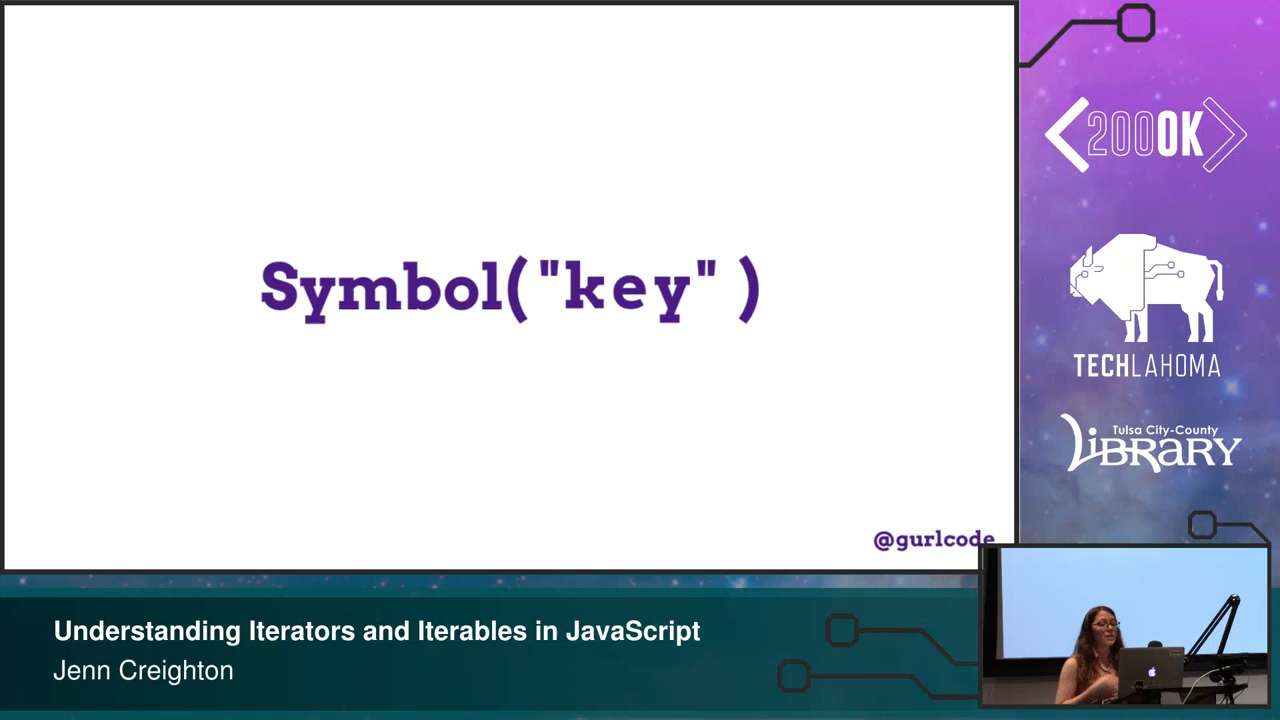 Symbol("key" )
@gurlcode
<200OK>
TECHLAHOMA
Tulsa City-County
LiBRARY
Understanding Iterators and Iterables in JavaScript
Jenn Creighton